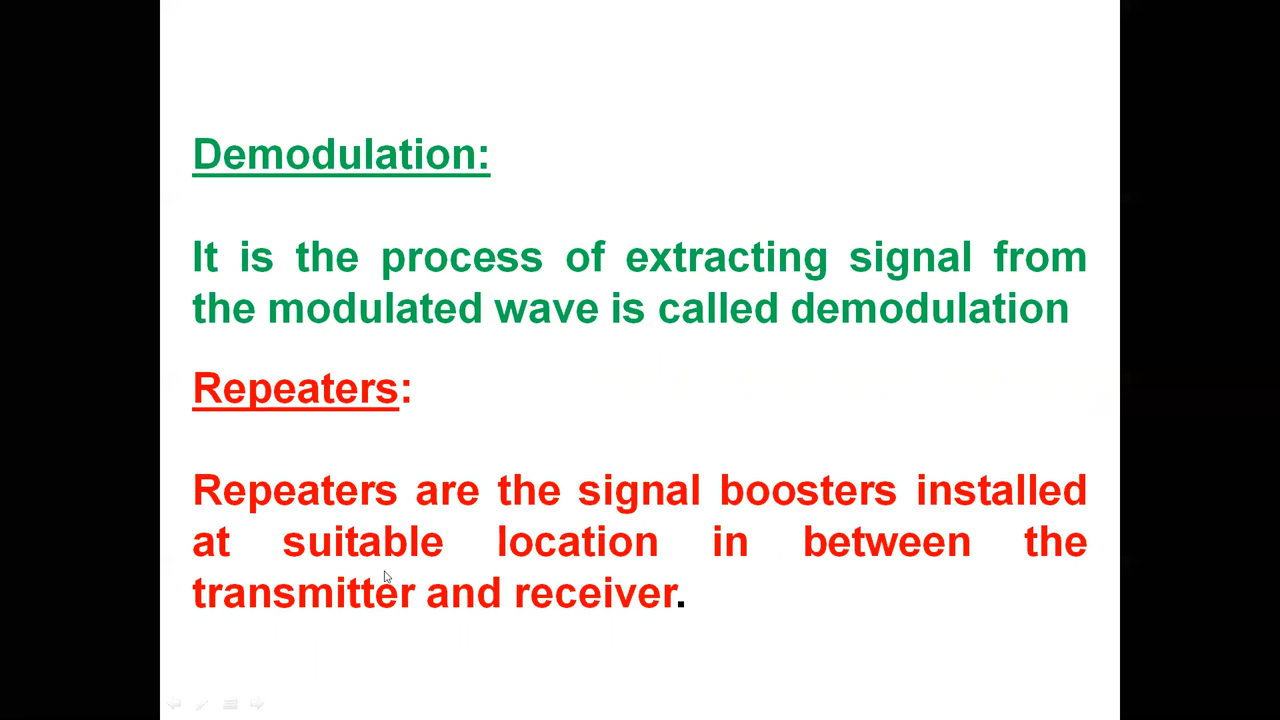 Demodulation:
It is the process of extracting signal from
the modulated wave is called demodulation
Repeaters:
Repeaters are the signal boosters installed
at suitable location in between the
transmitter and receiver.